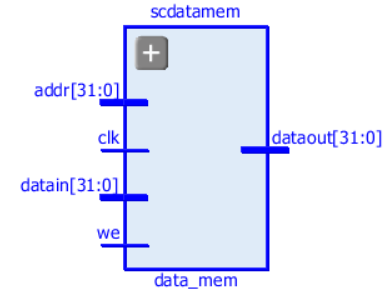 scdatamem
+
addr[31:0]
clk
dataout[31:0]
datain[31:0]
we
data_mem